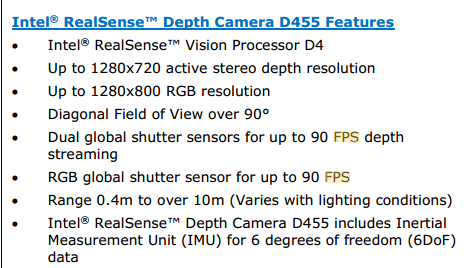 Intel® RealSense™ Depth Camera D455 Features
• Intel® RealSense™ Vision Processor D4
• Up to 1280x720 active stereo depth resolution
• Up to 1280x800 RGB resolution
• Diagonal Field of View over 90°
• Dual global shutter sensors for up to 90 FPS depth
streaming
• RGB global shutter sensor for up to 90 FPS
• Range 0.4m to over 10m (Varies with lighting conditions)
• Intel® RealSense™ Depth Camera D455 includes Inertial
Measurement Unit (IMU) for 6 degrees of freedom (6DoF)
data